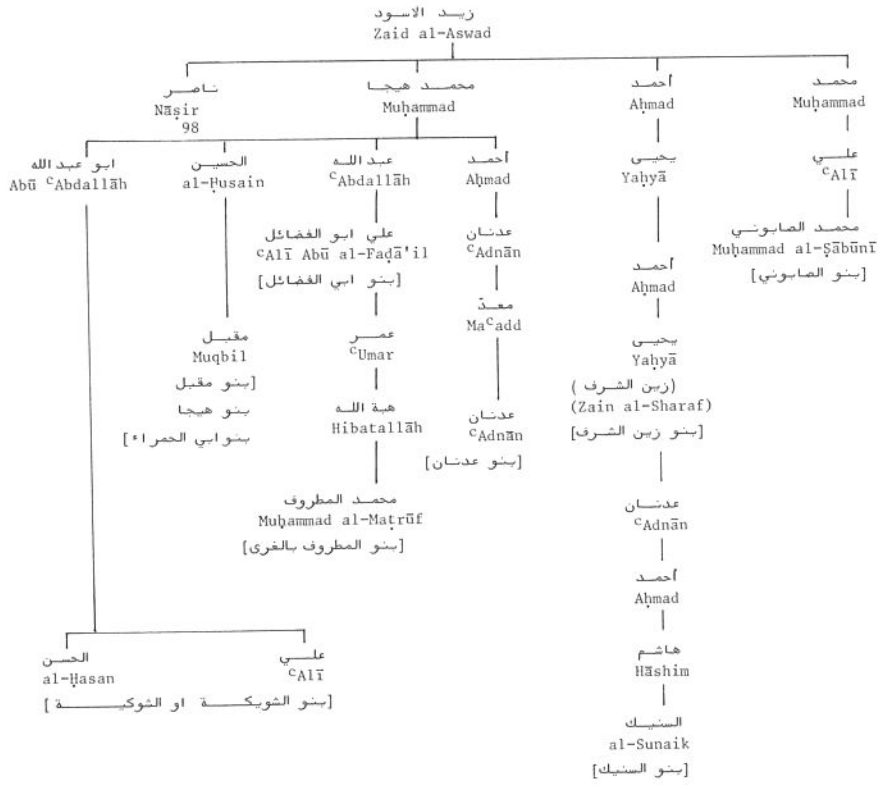 زيد الاسود
Zaid al-Aswad
ناصر
Nāṣir
98
محمد هيجا
Muḥammad
أحمد
Aḥmad
محمد
Muḥammad
ابو عبد الله
Abū ᶜAbdallāh
الحسين
al-Ḥusain
عبد الله
ᶜAbdallāh
أحمد
Aḥmad
يحيى
Yaḥyā
علي
ᶜAlī
علي ابو الفضائل
ᶜAlī Abū al-Faḍā'il
[بنو ابي الفضائل]
عدنان
ᶜAdnān
محمد الصابوني
Muḥammad al-Ṣābūnī
[بنو الصابوني]
أحمد
Aḥmad
معدّ
Maᶜadd
مقبل
Muqbil
[بنو مقبل
بنو هيجا
بنو ابي الحمراء]
عمر
ᶜUmar
يحيى
Yaḥyā
(زين الشرف)
(Zain al-Sharaf)
[بنو زين الشرف]
هبة الله
Hibatallāh
عدنان
ᶜAdnān
[بنو عدنان]
محمد المطروف
Muḥammad al-Maṭrūf
[بنو المطروف بالغرى]
عدنان
ᶜAdnān
أحمد
Aḥmad
الحسن
al-Ḥasan
علي
ᶜAlī
[بنو الشويكة او الشوكية]
هاشم
Hāshim
السنيك
al-Sunaik
[بنو السنيك]